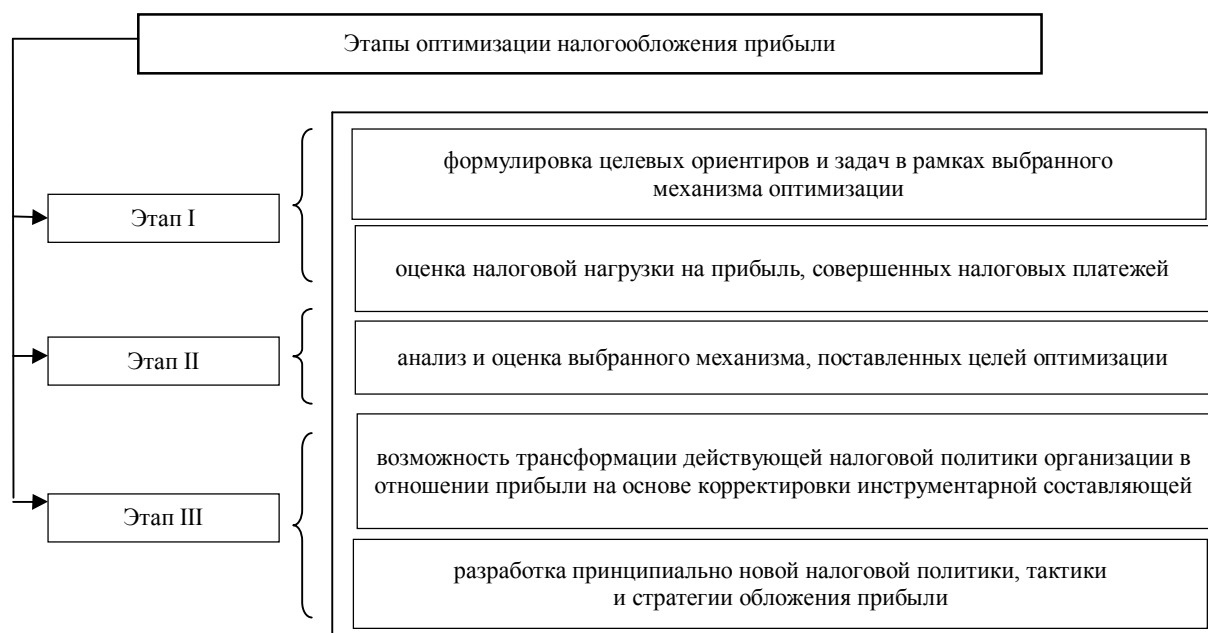 Этапы оптимизации налогообложения прибыли
формулировка целевых ориентиров и задач в рамках выбранного
механизма оптимизации
Этап I
оценка налоговой нагрузки на прибыль, совершенных налоговых платежей
Этап II
анализ и оценка выбранного механизма, поставленных целей оптимизации
возможность трансформации действующей налоговой политики организации в
отношении прибыли на основе корректировки инструментарной составляющей
Этап III
разработка принципиально новой налоговой политики, тактики
и стратегии обложения прибыли